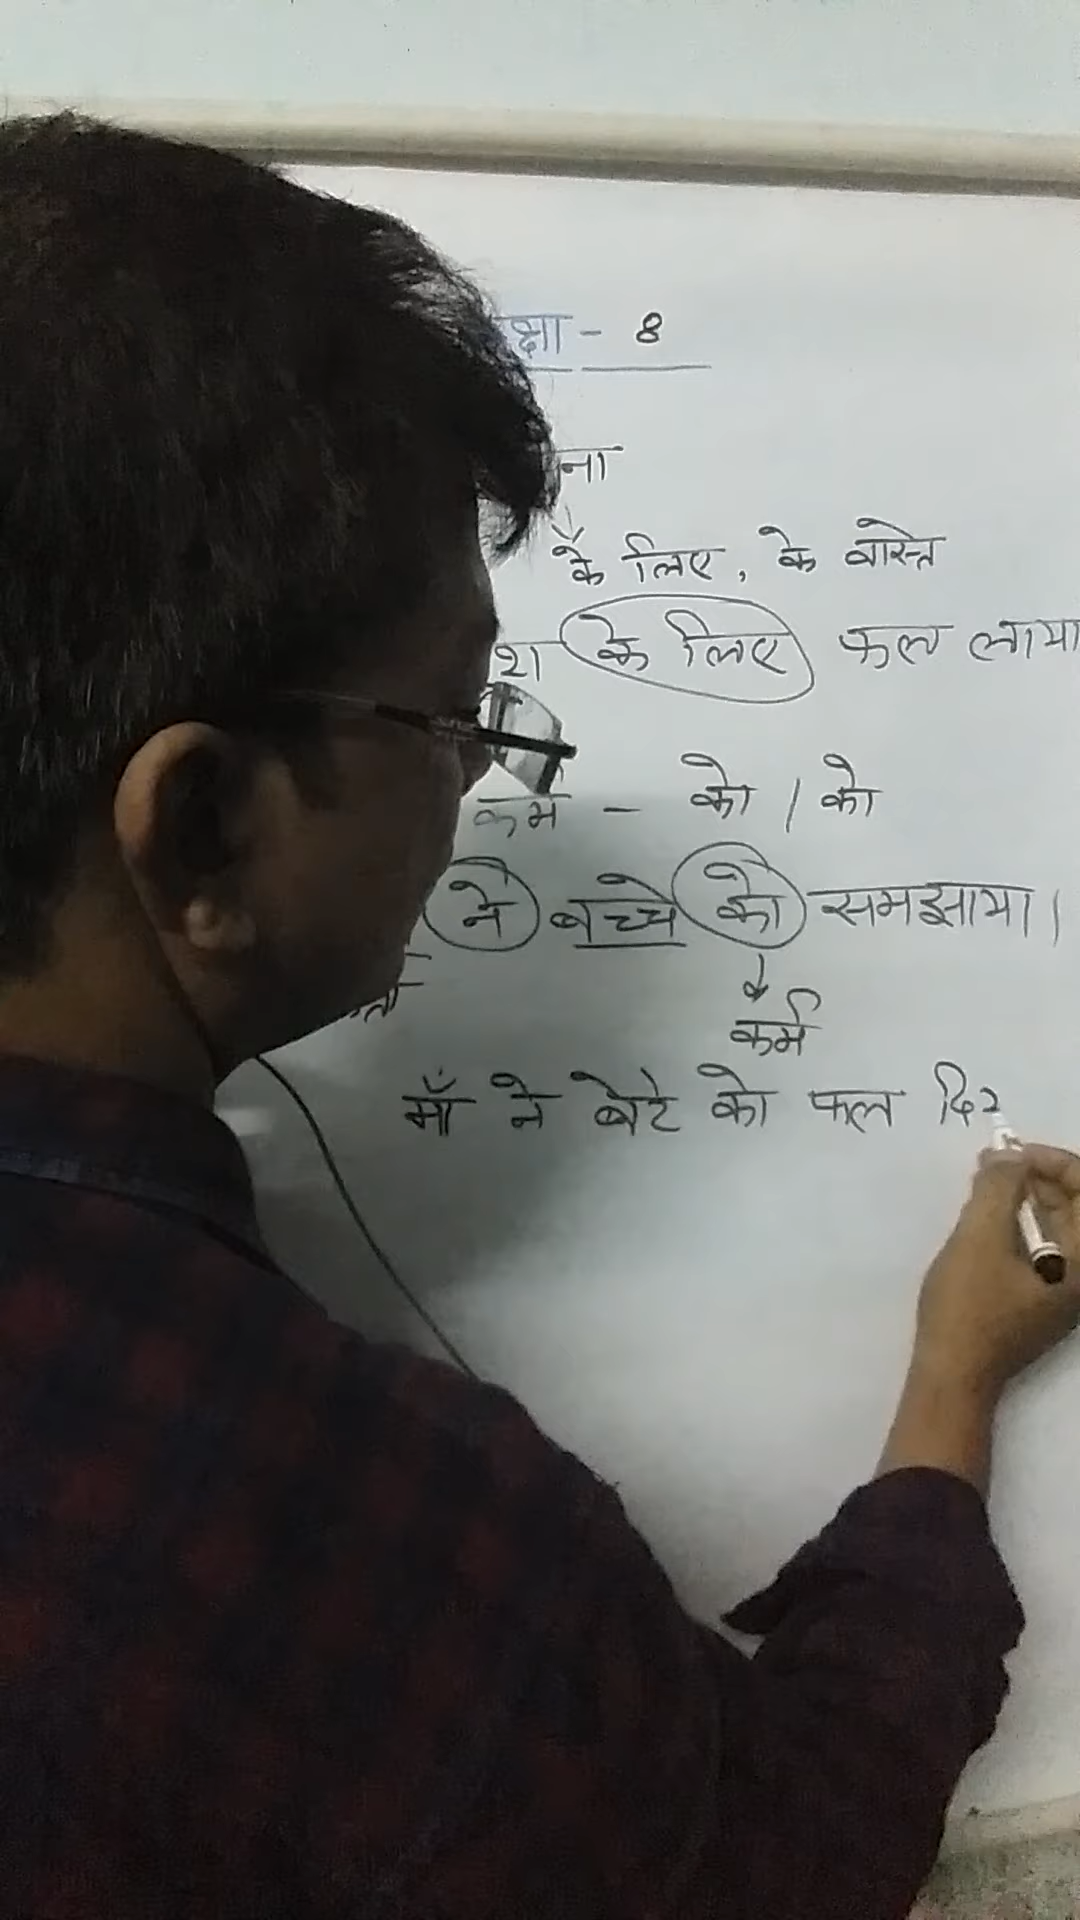 क्षा - 8
ना
के लिए, के वास्ते
श के लिए फल लाया
कर्म - को / को
ने बच्चे को समझाया।
कर्म
माँ ने बेटे को फल दिय